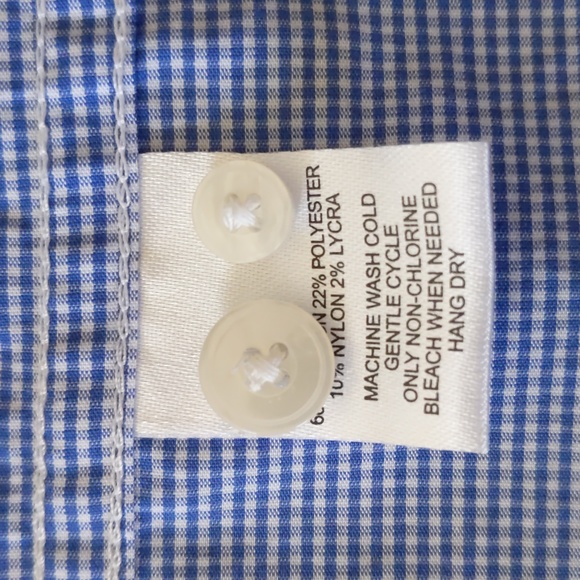 22% POLYESTER
10% NYLON 2% LYCRA
MACHINE WASH COLD
GENTLE CYCLE
ONLY NON-CHLORINE
BLEACH WHEN NEEDED
HANG DRY